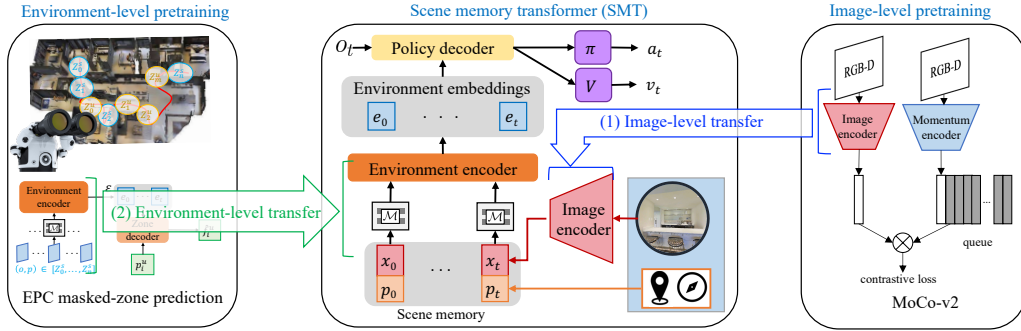 Environment-level pretraining
Scene memory transformer (SMT)
Image-level pretraining
Policy decoder
π
a_t
V
v_t
Environment embeddings
e_0 · · · e_t
Environment encoder
ℳ
ℳ
Image encoder
x_0 ... x_t
p_0 p_t
Scene memory
(1) Image-level transfer
(2) Environment-level transfer
Environment encoder
ℳ
decoder
p_i^u
EPC masked-zone prediction
RGB-D
RGB-D
Image encoder
Momentum encoder
...
queue
contrastive loss
MoCo-v2